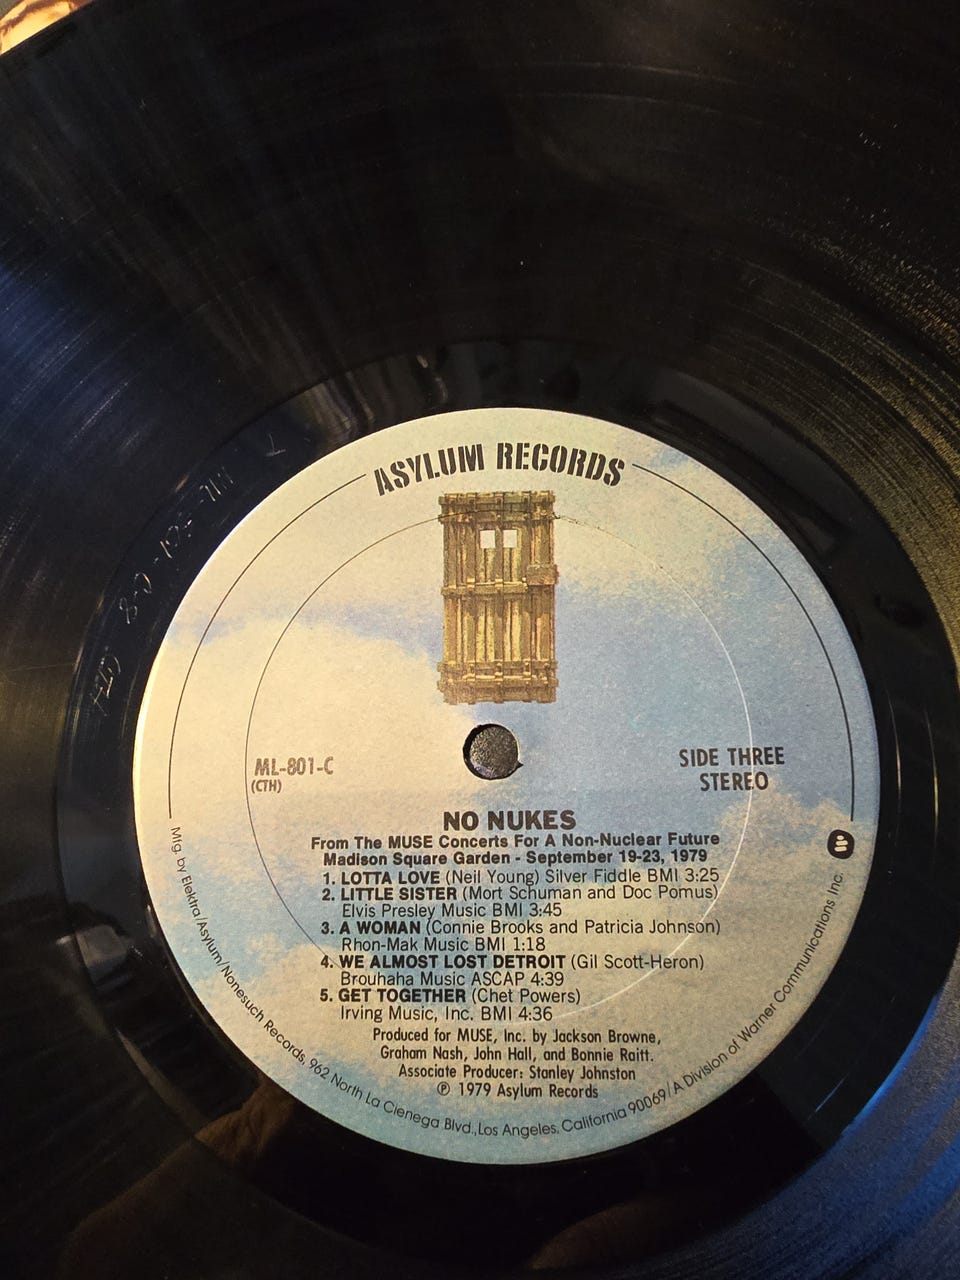 ASYLUM RECORDS
ML-801-C
(CTH)
SIDE THREE
STEREO
NO NUKES
From The MUSE Concerts For A Non-Nuclear Future
Madison Square Garden - September 19-23, 1979
1. LOTTA LOVE (Neil Young) Silver Fiddle BMI 3:25
2. LITTLE SISTER (Mort Schuman and Doc Pomus)
Elvis Presley Music BMI 3:45
3. A WOMAN (Connie Brooks and Patricia Johnson)
Rhon-Mak Music BMI 1:18
4. WE ALMOST LOST DETROIT (Gil Scott-Heron)
Brouhaha Music ASCAP 4:39
5. GET TOGETHER (Chet Powers)
Irving Music, Inc. BMI 4:36
Produced for MUSE, Inc. by Jackson Browne,
Graham Nash, John Hall, and Bonnie Raitt.
Associate Producer: Stanley Johnston
℗ 1979 Asylum Records
Mfg. by Elektra/Asylum/Nonesuch Records, 962 North La Cienega Blvd., Los Angeles, California 90069/A Division of Warner Communications Inc.